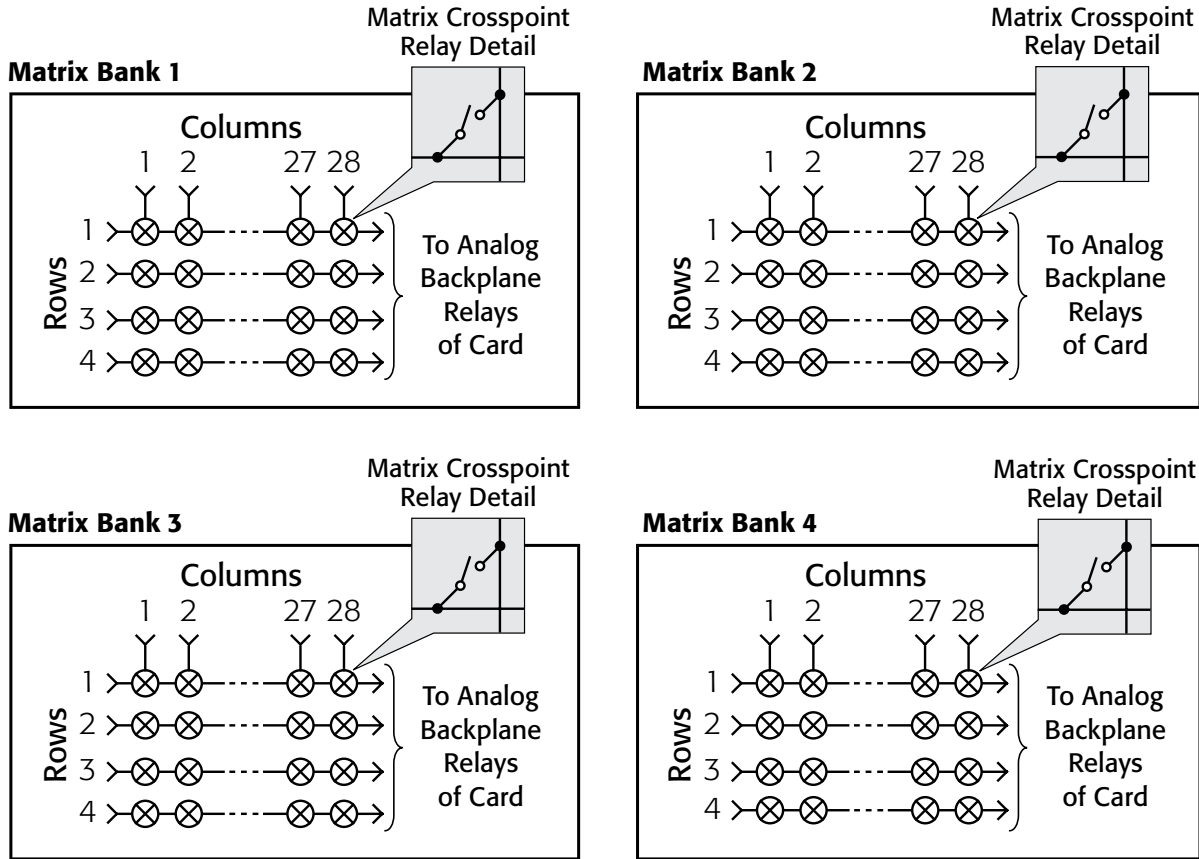 Matrix Crosspoint
Relay Detail
Matrix Bank 1
Columns
1 2 27 28
Rows
1
2
3
4
To Analog
Backplane
Relays
of Card
Matrix Crosspoint
Relay Detail
Matrix Bank 2
Columns
1 2 27 28
Rows
1
2
3
4
To Analog
Backplane
Relays
of Card
Matrix Crosspoint
Relay Detail
Matrix Bank 3
Columns
1 2 27 28
Rows
1
2
3
4
To Analog
Backplane
Relays
of Card
Matrix Crosspoint
Relay Detail
Matrix Bank 4
Columns
1 2 27 28
Rows
1
2
3
4
To Analog
Backplane
Relays
of Card